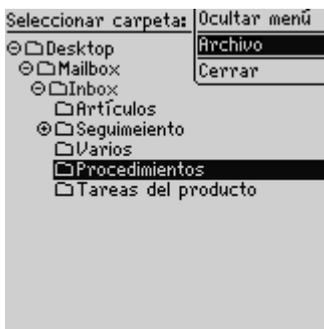 Seleccionar carpeta:
Ocultar menú
Archivo
Cerrar
Desktop
Mailbox
Inbox
Artículos
Seguimeiento
Varios
Procedimientos
Tareas del producto